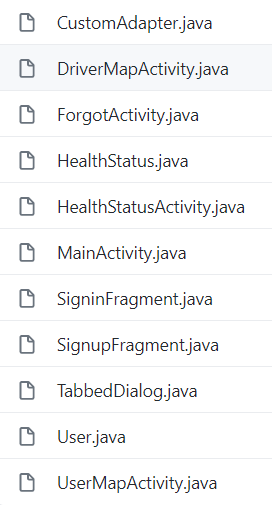 CustomAdapter.java
DriverMapActivity.java
ForgotActivity.java
HealthStatus.java
HealthStatusActivity.java
MainActivity.java
SigninFragment.java
SignupFragment.java
TabbedDialog.java
User.java
UserMapActivity.java